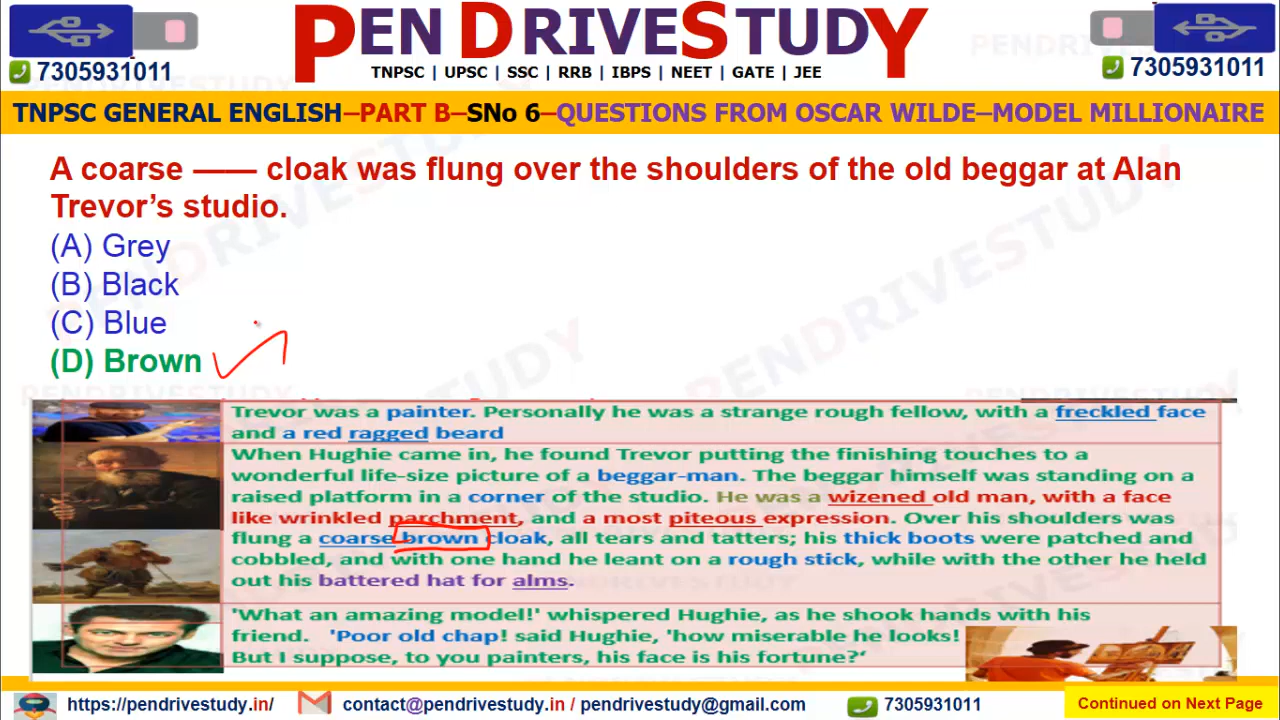 PEN DRIVESTUDY
TNPSC | UPSC | SSC | RRB | IBPS | NEET | GATE | JEE
7305931011
7305931011
TNPSC GENERAL ENGLISH–PART B–SNo 6–QUESTIONS FROM OSCAR WILDE–MODEL MILLIONAIRE
A coarse —— cloak was flung over the shoulders of the old beggar at Alan
Trevor's studio.
(A) Grey
(B) Black
(C) Blue
(D) Brown
Trevor was a painter. Personally he was a strange rough fellow, with a freckled face
and a red ragged beard
When Hughie came in, he found Trevor putting the finishing touches to a
wonderful life-size picture of a beggar-man. The beggar himself was standing on a
raised platform in a corner of the studio. He was a wizened old man, with a face
like wrinkled parchment, and a most piteous expression. Over his shoulders was
flung a coarse brown cloak, all tears and tatters; his thick boots were patched and
cobbled, and with one hand he leant on a rough stick, while with the other he held
out his battered hat for alms.
'What an amazing model!' whispered Hughie, as he shook hands with his
friend. 'Poor old chap! said Hughie, 'how miserable he looks!
But I suppose, to you painters, his face is his fortune?‘
https://pendrivestudy.in/ contact@pendrivestudy.in / pendrivestudy@gmail.com 7305931011 Continued on Next Page